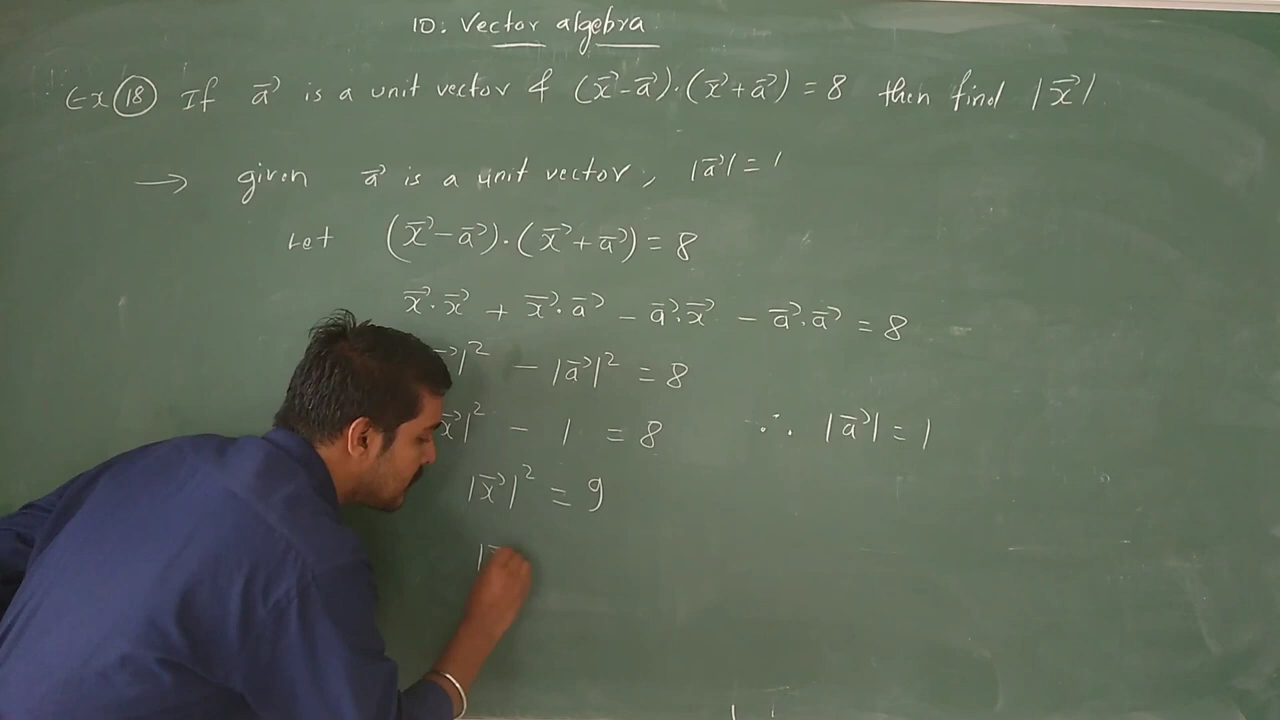 10. Vector algebra
Ex (18) If a⃗ is a unit vector & (x⃗-a⃗)·(x⃗+a⃗) = 8 then find |x⃗|
→ given a⃗ is a unit vector, |a⃗| = 1
Let (x⃗-a⃗)·(x⃗+a⃗) = 8
x⃗·x⃗ + x⃗·a⃗ - a⃗·x⃗ - a⃗·a⃗ = 8
|² - |a⃗|² = 8
x⃗|² - 1 = 8 ∴ |a⃗| = 1
|x⃗|² = 9
|